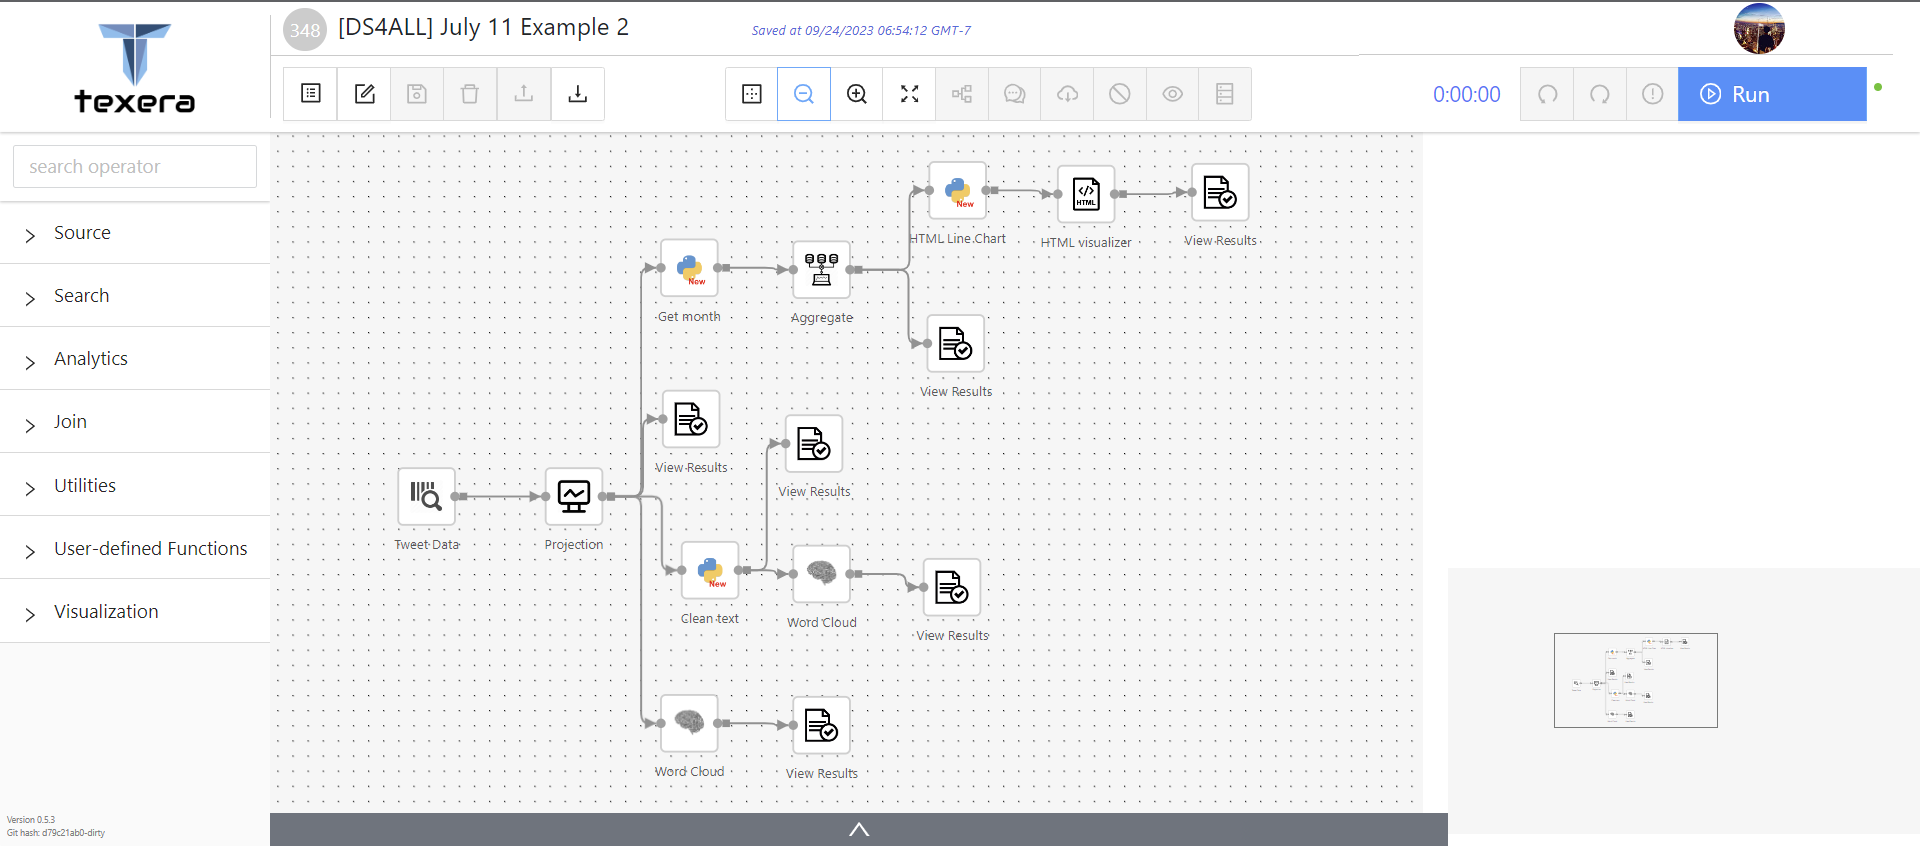 texera
348
[DS4ALL] July 11 Example 2
Saved at 09/24/2023 06:54:12 GMT-7
0:00:00
Run
search operator
Source
Search
Analytics
Join
Utilities
User-defined Functions
Visualization
Version 0.5.3
Git hash: d79c21ab0-dirty
New
HTML Line Chart
HTML
HTML visualizer
View Results
New
Get month
Aggregate
View Results
View Results
View Results
Tweet Data
Projection
New
Clean text
Word Cloud
View Results
Word Cloud
View Results